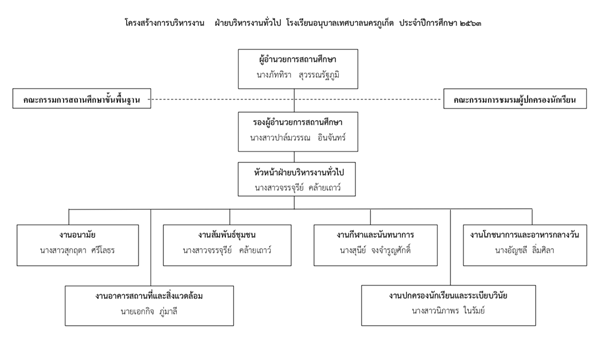 โครงสร้างการบริหารงาน ฝ่ายบริหารงานทั่วไป โรงเรียนอนุบาลเทศบาลนครภูเก็ต ประจำปีการศึกษา ๒๕๖๓
ผู้อำนวยการสถานศึกษา
นางภัททิรา สุวรรณรัฐภูมิ
คณะกรรมการสถานศึกษาขั้นพื้นฐาน
คณะกรรมการชมรมผู้ปกครองนักเรียน
รองผู้อำนวยการสถานศึกษา
นางสาวปาล์มวรรณ อินจันทร์
หัวหน้าฝ่ายบริหารงานทั่วไป
นางสาวจรรจุรีย์ คล้ายเถาว์
งานอนามัย
นางสาวสุกฤตา ศรีโลธร
งานสัมพันธ์ชุมชน
นางสาวจรรจุรีย์ คล้ายเถาว์
งานกีฬาและนันทนาการ
นางสุนีย์ จงจำรูญศักดิ์
งานโภชนาการและอาหารกลางวัน
นางอัญชลี ลิ่มศิลา
งานอาคารสถานที่และสิ่งแวดล้อม
นายเอกกิจ ภู่มาลี
งานปกครองนักเรียนและระเบียบวินัย
นางสาวนิภาพร ไนรัมย์